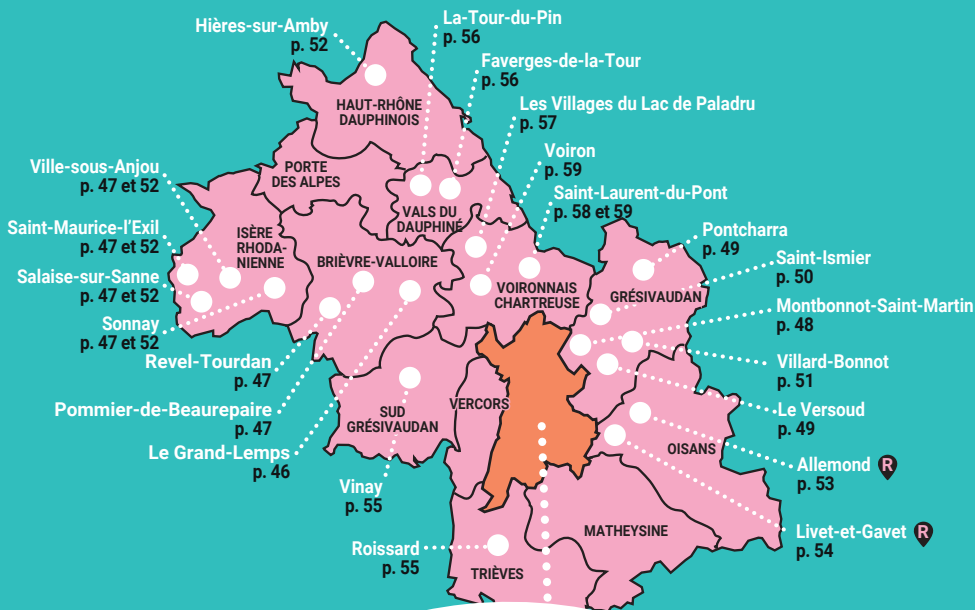 Hières-sur-Amby
p. 52
La-Tour-du-Pin
p. 56
Faverges-de-la-Tour
p. 56
Les Villages du Lac de Paladru
p. 57
Voiron
p. 59
Saint-Laurent-du-Pont
p. 58 et 59
Pontcharra
p. 49
Saint-Ismier
p. 50
Montbonnot-Saint-Martin
p. 48
Villard-Bonnot
p. 51
Le Versoud
p. 49
Allemond R
p. 53
Livet-et-Gavet R
p. 54
Ville-sous-Anjou
p. 47 et 52
Saint-Maurice-l'Exil
p. 47 et 52
Salaise-sur-Sanne
p. 47 et 52
Sonnay
p. 47 et 52
Revel-Tourdan
p. 47
Pommier-de-Beaurepaire
p. 47
Le Grand-Lemps
p. 46
Vinay
p. 55
Roissard
p. 55
HAUT-RHÔNE
DAUPHINOIS
PORTE
DES ALPES
VALS DU
DAUPHINÉ
ISÈRE
RHODA-
NIENNE
BRIÈVRE-VALLOIRE
VOIRONNAIS
CHARTREUSE
GRÉSIVAUDAN
SUD
GRÉSIVAUDAN
VERCORS
OISANS
MATHEYSINE
TRIÈVES